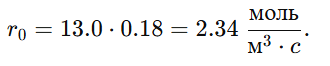 r₀ = 13.0 · 0.18 = 2.34 моль / м³ · с.